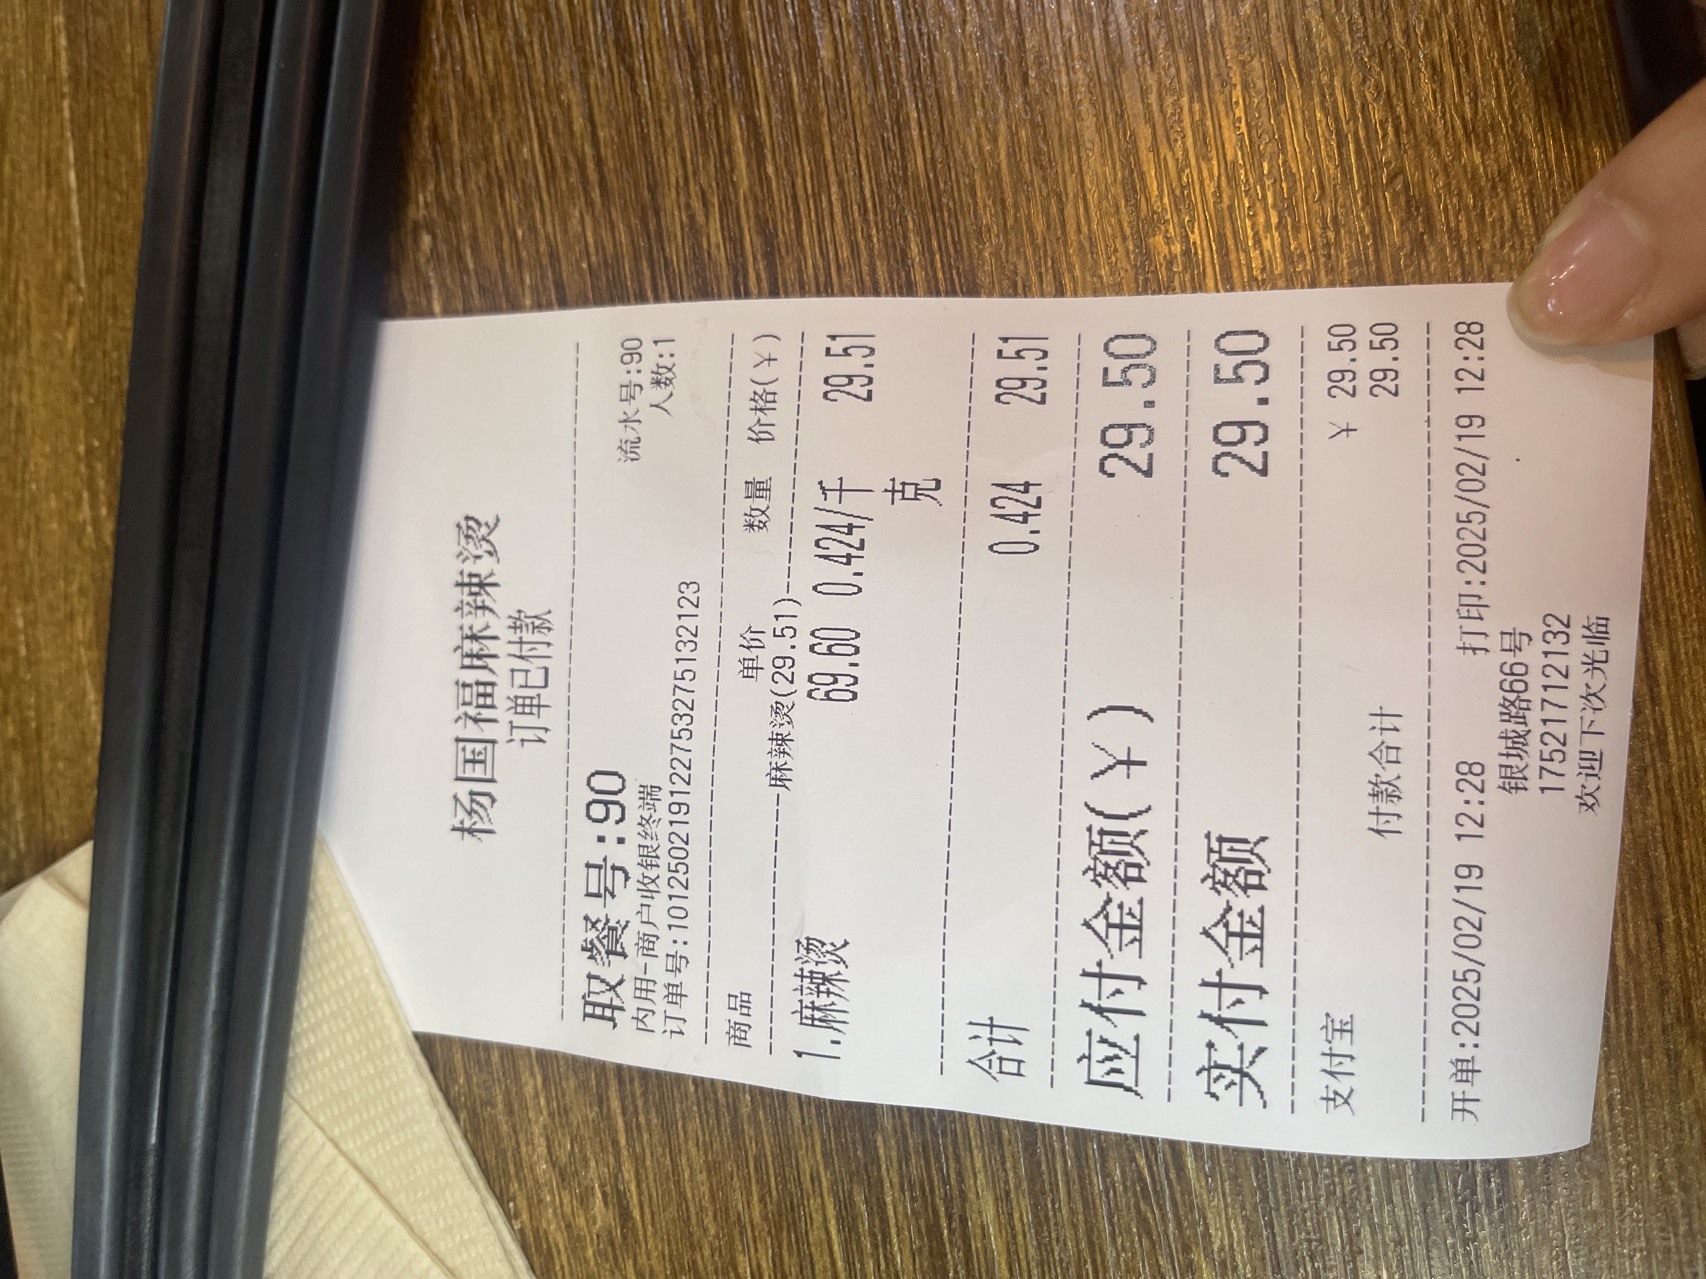 杨国福麻辣烫
订单已付款
取餐号:90
流水号:90
内用-商户收银终端 人数:1
订单号:101250219122753275132123
商品 单价 数量 价格(¥)
麻辣烫(29.51)
1.麻辣烫 69.60 0.424/千克 29.51
合计 0.424 29.51
应付金额(¥) 29.50
实付金额 29.50
支付宝 ¥ 29.50
付款合计 29.50
开单:2025/02/19 12:28 打印:2025/02/19 12:28
银城路66号
17521712132
欢迎下次光临